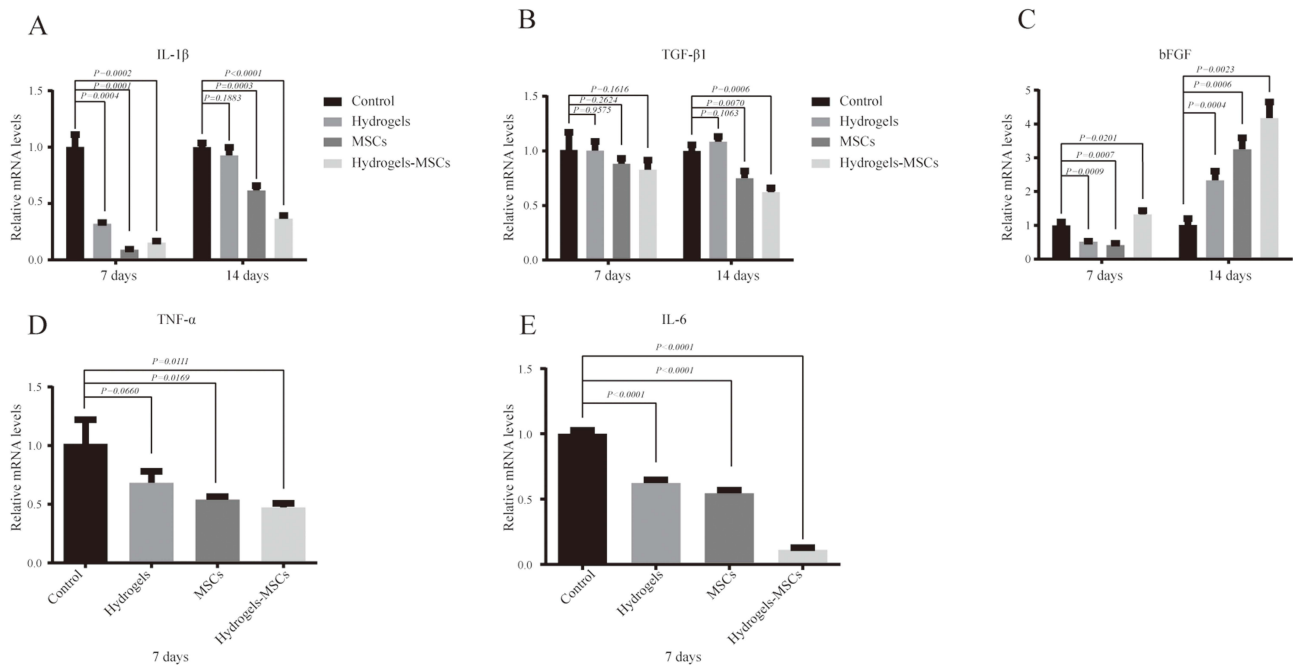 A
IL-1β
P=0.0002
P=0.0001
P=0.0004
P<0.0001
P=0.0003
P=0.1883
Relative mRNA levels
1.5
1.0
0.5
0.0
7 days
14 days
Control
Hydrogels
MSCs
Hydrogels-MSCs
B
TGF-β1
P=0.1616
P=0.2624
P=0.9575
P=0.0006
P=0.0070
P=0.1063
Relative mRNA levels
1.5
1.0
0.5
0.0
7 days
14 days
Control
Hydrogels
MSCs
Hydrogels-MSCs
C
bFGF
P=0.0023
P=0.0006
P=0.0004
P=0.0201
P=0.0007
P=0.0009
Relative mRNA levels
5
4
3
2
1
0
7 days
14 days
D
TNF-α
P=0.0111
P=0.0169
P=0.0660
Relative mRNA levels
1.5
1.0
0.5
0.0
Control
Hydrogels
MSCs
Hydrogels-MSCs
7 days
E
IL-6
P<0.0001
P<0.0001
P<0.0001
Relative mRNA levels
1.5
1.0
0.5
0.0
Control
Hydrogels
MSCs
Hydrogels-MSCs
7 days